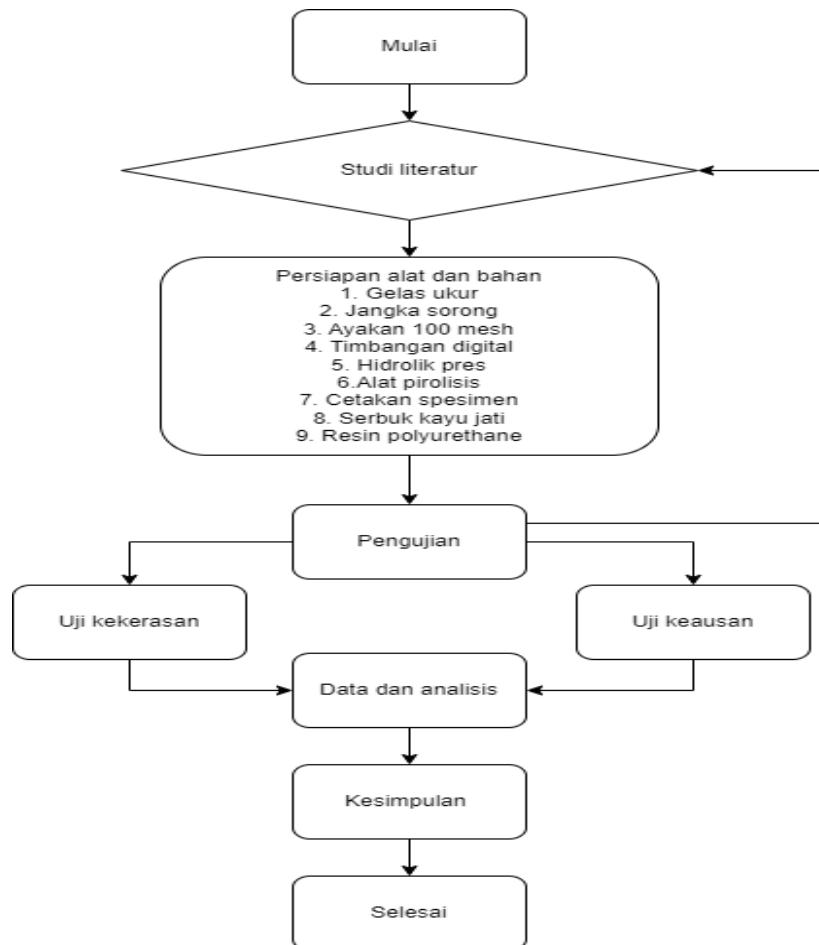 Mulai
Studi literatur
Persiapan alat dan bahan
1. Gelas ukur
2. Jangka sorong
3. Ayakan 100 mesh
4. Timbangan digital
5. Hidrolik pres
6.Alat pirolisis
7. Cetakan spesimen
8. Serbuk kayu jati
9. Resin polyurethane
Pengujian
Uji kekerasan
Uji keausan
Data dan analisis
Kesimpulan
Selesai